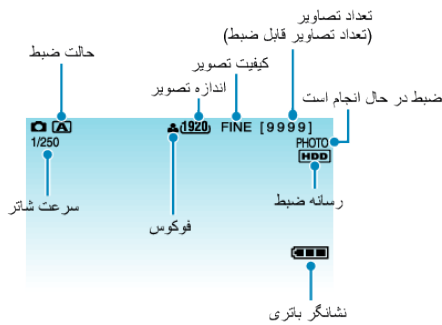 تعداد تصاویر
(تعداد تصاویر قابل ضبط)
کیفیت تصویر
حالت ضبط
اندازه تصویر
ضبط در حال انجام است
A 1920 FINE [9999]
1/250 PHOTO
HDD
سرعت شاتر
رسانه ضبط
فوکوس
نشانگر باتری